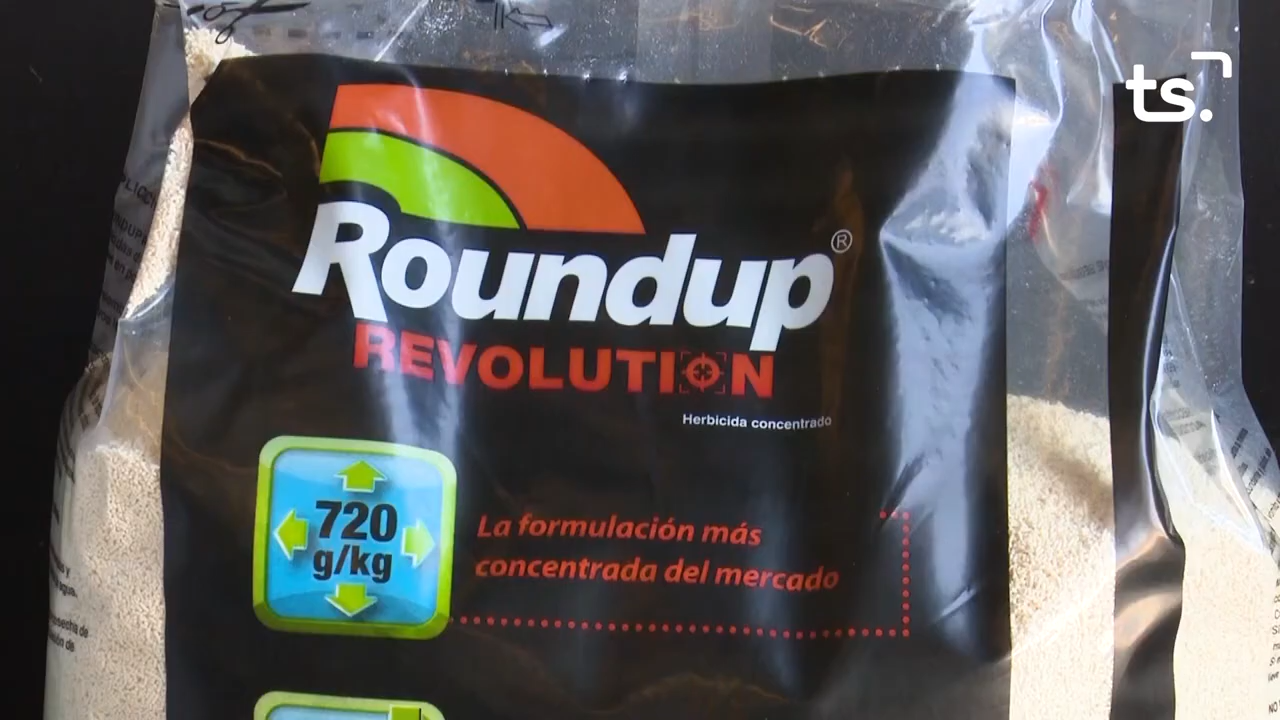 ts.
Roundup®
REVOLUTION
Herbicida concentrado
720
g/kg
La formulación más
concentrada del mercado